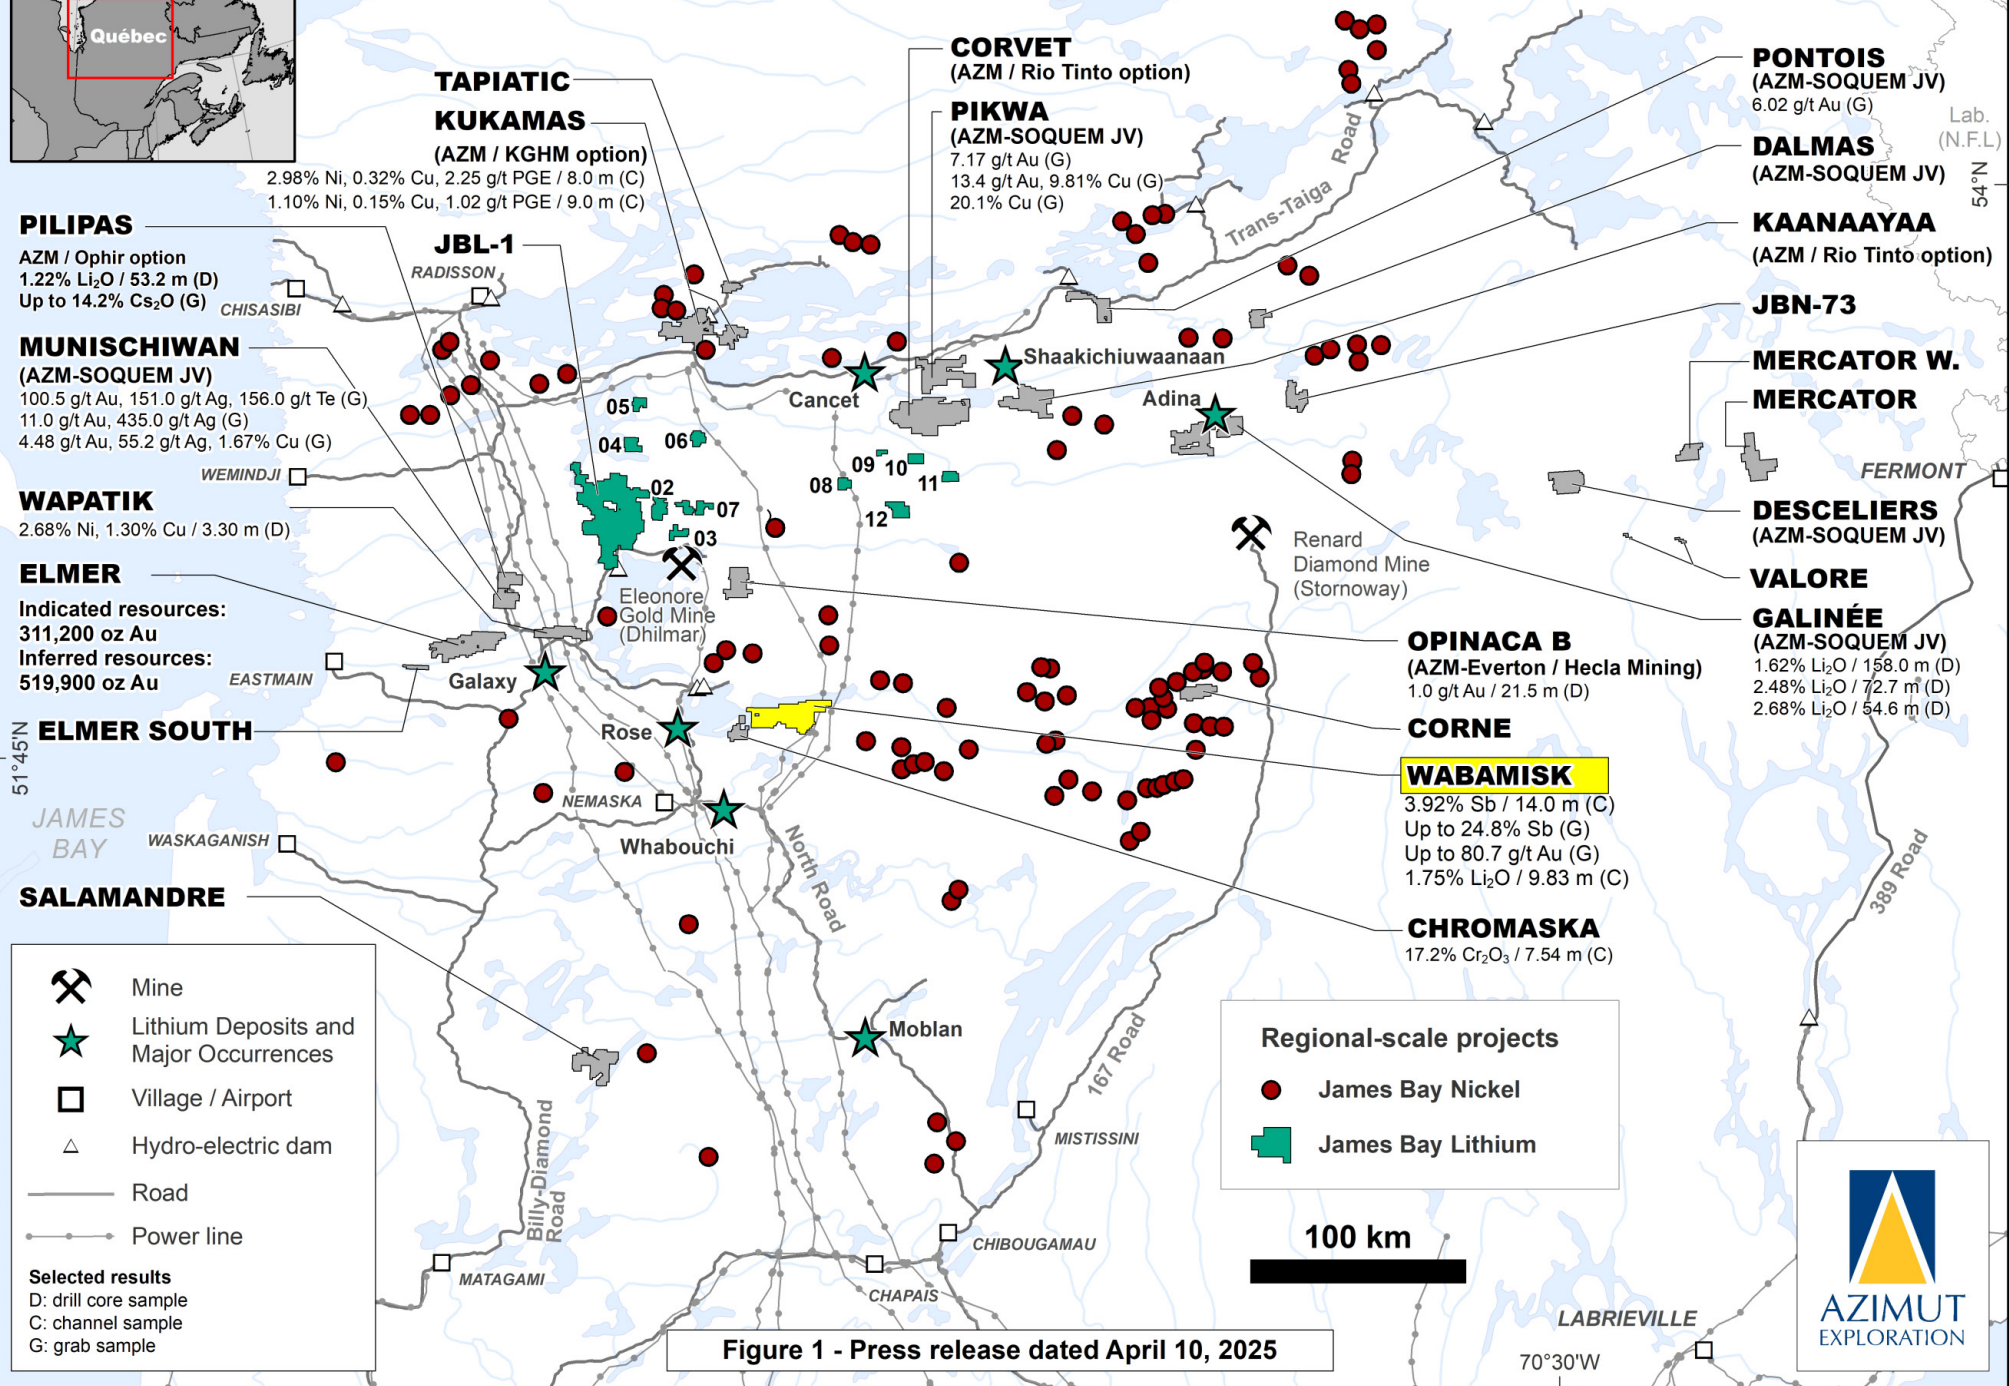 Québec
TAPIATIC
KUKAMAS
(AZM / KGHM option)
2.98% Ni, 0.32% Cu, 2.25 g/t PGE / 8.0 m (C)
1.10% Ni, 0.15% Cu, 1.02 g/t PGE / 9.0 m (C)
CORVET
(AZM / Rio Tinto option)
PIKWA
(AZM-SOQUEM JV)
7.17 g/t Au (G)
13.4 g/t Au, 9.81% Cu (G)
20.1% Cu (G)
PONTOIS
(AZM-SOQUEM JV)
6.02 g/t Au (G)
Lab.
(N.F.L)
54°N
DALMAS
(AZM-SOQUEM JV)
KAANAAYAA
(AZM / Rio Tinto option)
JBN-73
MERCATOR W.
MERCATOR
FERMONT
DESCELIERS
(AZM-SOQUEM JV)
VALORE
GALINÉE
(AZM-SOQUEM JV)
1.62% Li₂O / 158.0 m (D)
2.48% Li₂O / 72.7 m (D)
2.68% Li₂O / 54.6 m (D)
PILIPAS
AZM / Ophir option
1.22% Li₂O / 53.2 m (D)
Up to 14.2% Cs₂O (G)
JBL-1
RADISSON
CHISASIBI
MUNISCHIWAN
(AZM-SOQUEM JV)
100.5 g/t Au, 151.0 g/t Ag, 156.0 g/t Te (G)
11.0 g/t Au, 435.0 g/t Ag (G)
4.48 g/t Au, 55.2 g/t Ag, 1.67% Cu (G)
WEMINDJI
WAPATIK
2.68% Ni, 1.30% Cu / 3.30 m (D)
ELMER
Indicated resources:
311,200 oz Au
Inferred resources:
519,900 oz Au
EASTMAIN
ELMER SOUTH
51°45'N
JAMES
BAY
WASKAGANISH
SALAMANDRE
Trans-Taiga
Road
Shaakichiuwaanaan
Cancet
Adina
05
04
06
02
07
03
08
09
10
11
12
Eleonore
Gold Mine
(Dhilmar)
Renard
Diamond Mine
(Stornoway)
Galaxy
Rose
NEMASKA
Whabouchi
North Road
OPINACA B
(AZM-Everton / Hecla Mining)
1.0 g/t Au / 21.5 m (D)
CORNE
WABAMISK
3.92% Sb / 14.0 m (C)
Up to 24.8% Sb (G)
Up to 80.7 g/t Au (G)
1.75% Li₂O / 9.83 m (C)
CHROMASKA
17.2% Cr₂O₃ / 7.54 m (C)
389 Road
Moblan
167 Road
MISTISSINI
Billy-Diamond
Road
MATAGAMI
CHIBOUGAMAU
CHAPAIS
LABRIEVILLE
70°30'W
Mine
Lithium Deposits and
Major Occurrences
Village / Airport
Hydro-electric dam
Road
Power line
Selected results
D: drill core sample
C: channel sample
G: grab sample
Regional-scale projects
James Bay Nickel
James Bay Lithium
100 km
Figure 1 - Press release dated April 10, 2025
AZIMUT
EXPLORATION